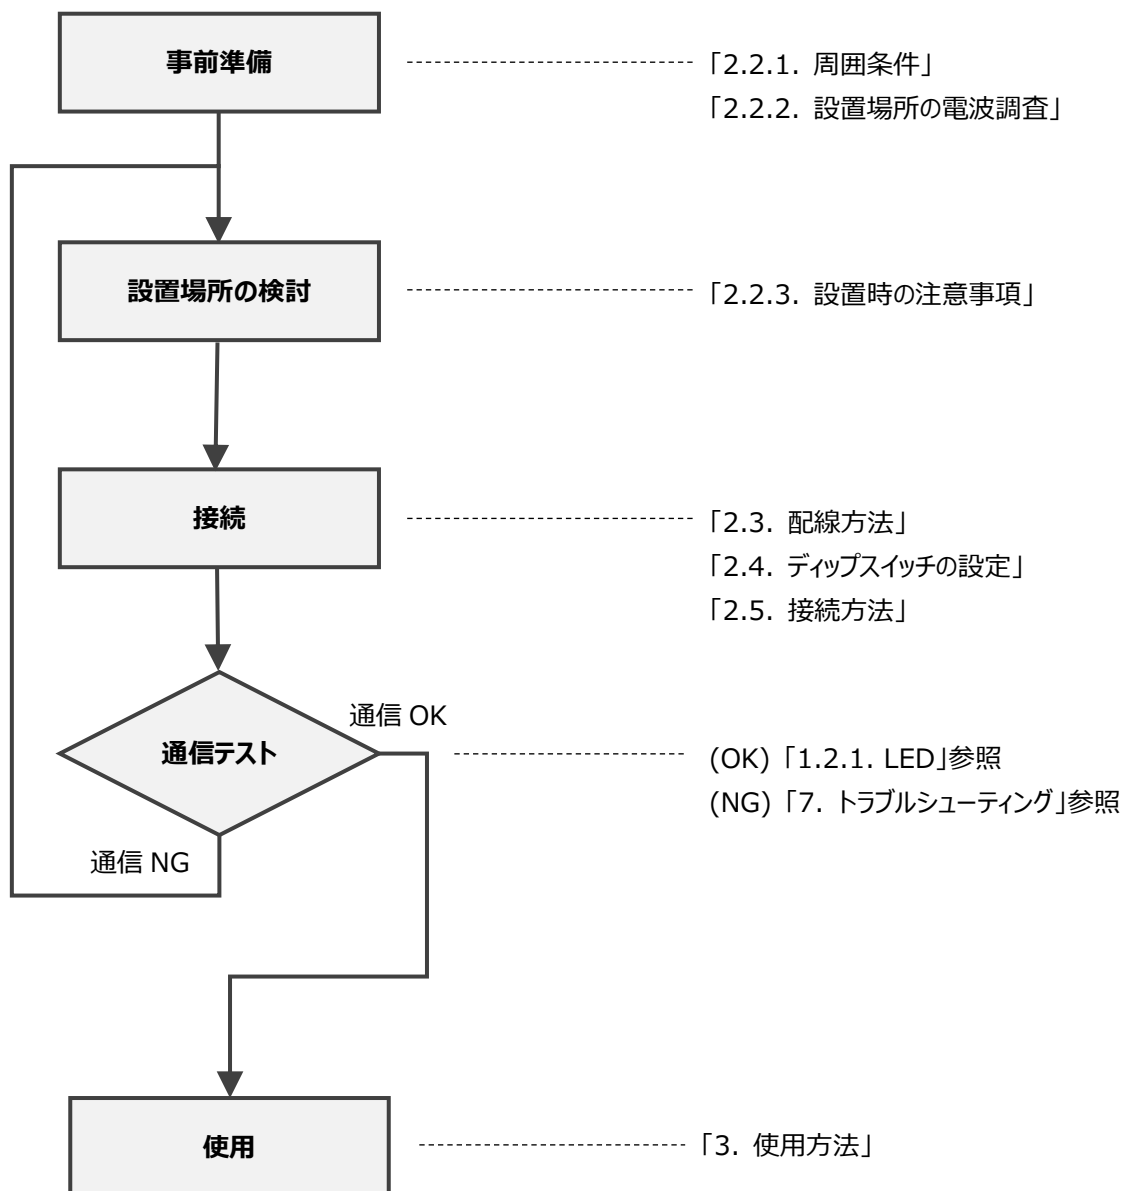 事前準備
「2.2.1. 周囲条件」
「2.2.2. 設置場所の電波調査」
設置場所の検討
「2.2.3. 設置時の注意事項」
接続
「2.3. 配線方法」
「2.4. ディップスイッチの設定」
「2.5. 接続方法」
通信 OK
通信テスト
(OK) 「1.2.1. LED」参照
(NG) 「7. トラブルシューティング」参照
通信 NG
使用
「3. 使用方法」